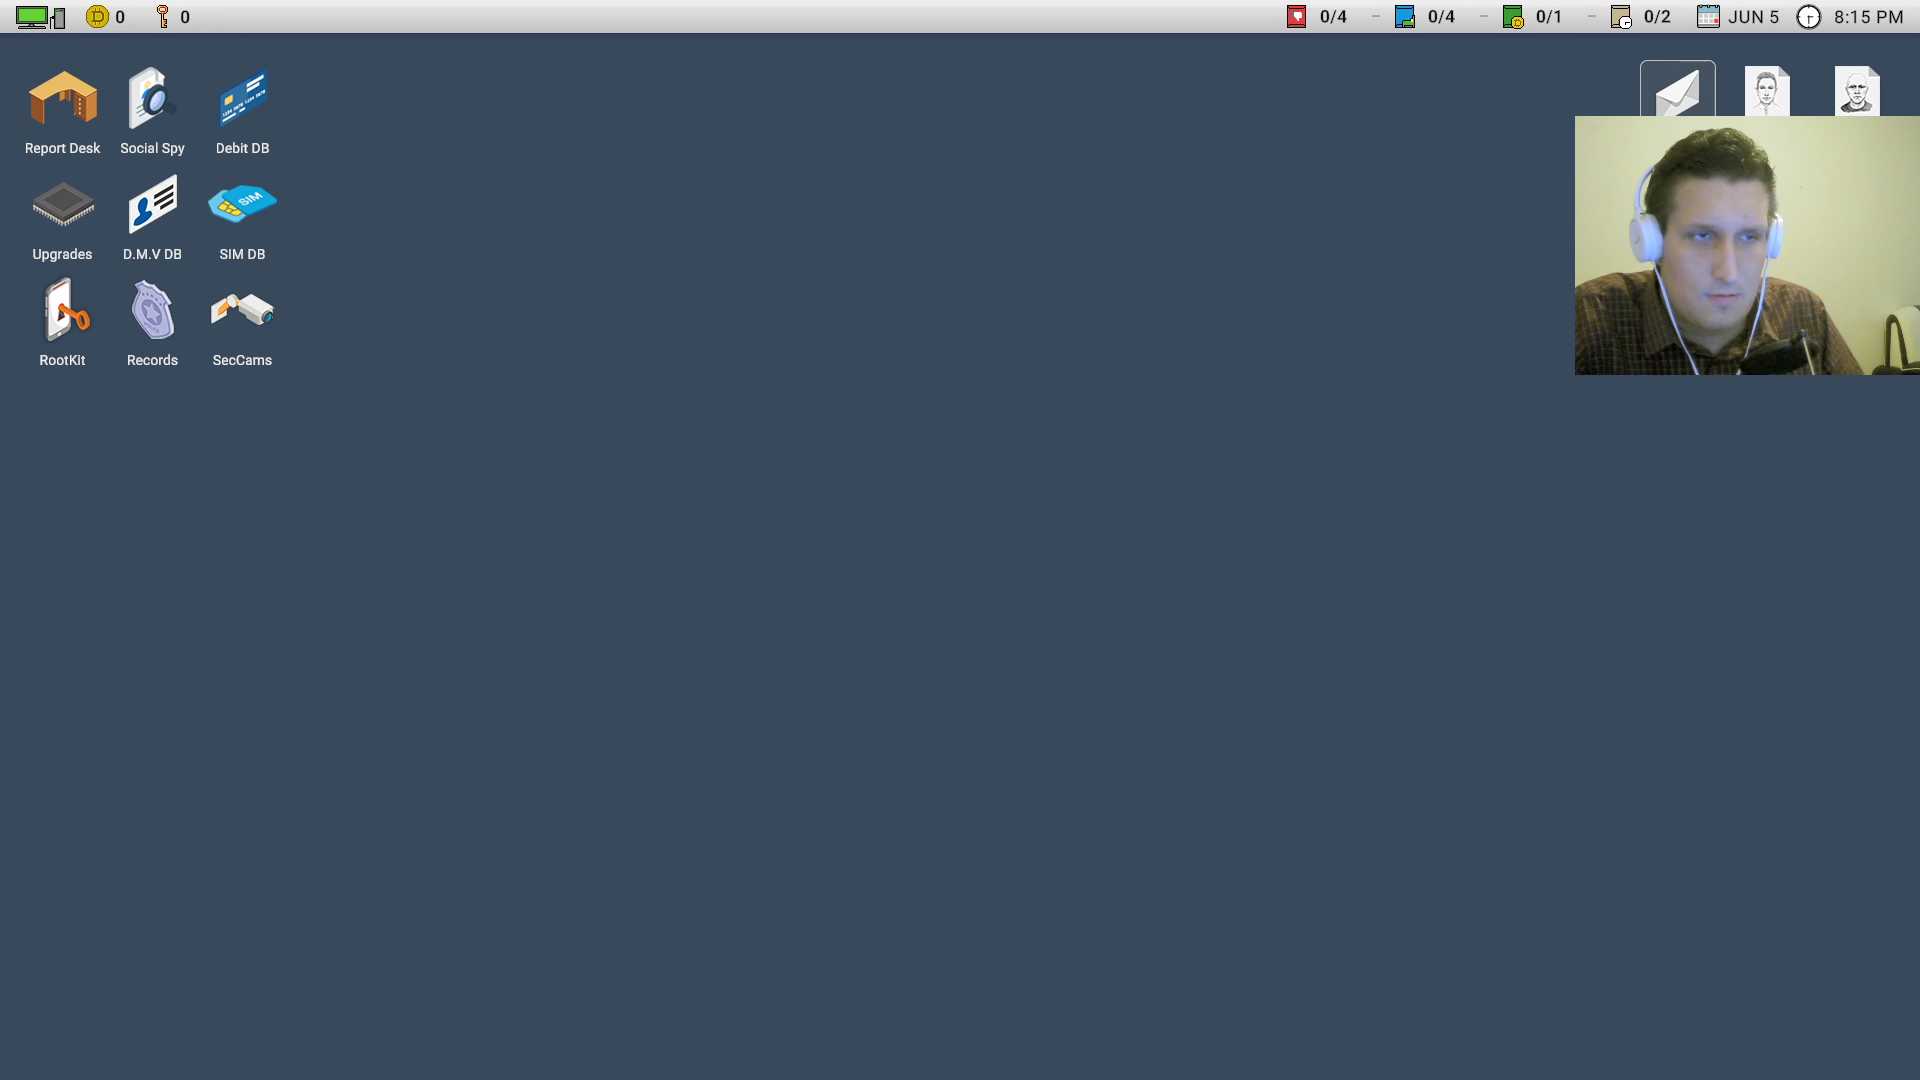 0 0 0/4 - 0/4 - 0/1 - 0/2 JUN 5 8:15 PM
Report Desk Social Spy Debit DB
SIM
Upgrades D.M.V DB SIM DB
RootKit Records SecCams